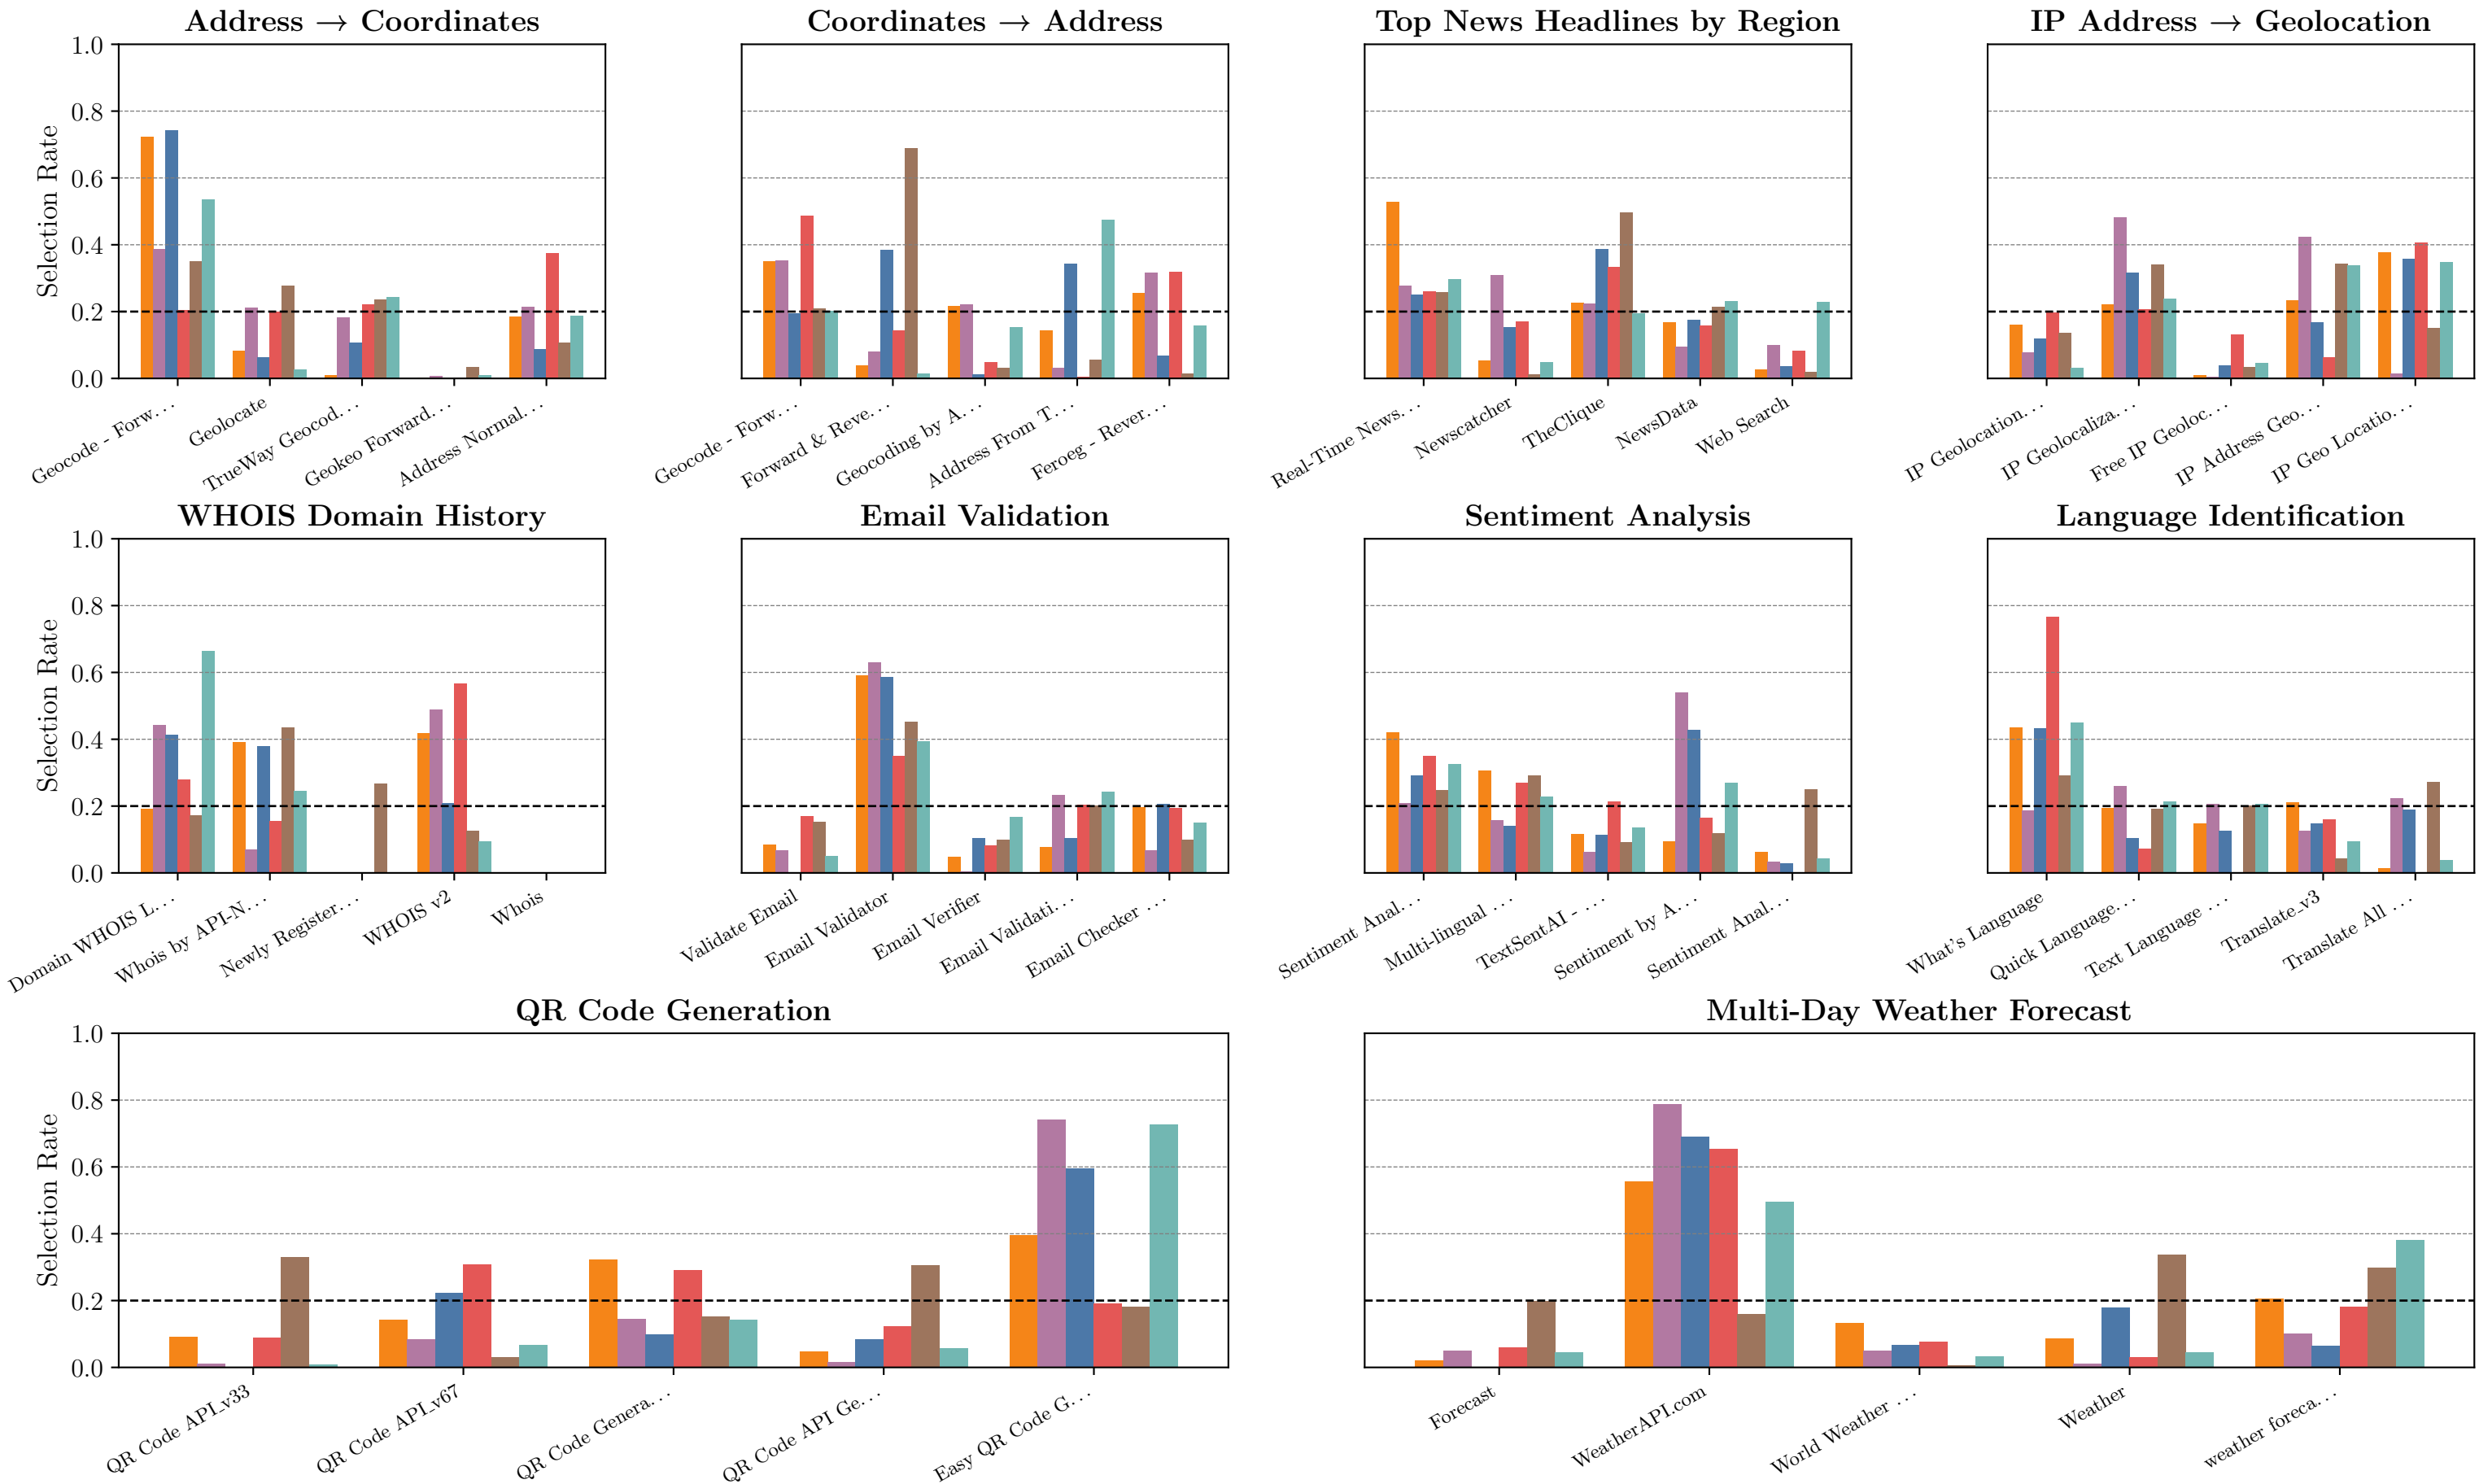 Address → Coordinates
Coordinates → Address
Top News Headlines by Region
IP Address → Geolocation
Selection Rate
1.0
0.8
0.6
0.4
0.2
0.0
Geocode - Forw...
Geolocate
TrueWay Geocod...
Geokeo Forward...
Address Normal...
Geocode - Forw...
Forward & Reve...
Geocoding by A...
Address From T...
Feroeg - Rever...
Real-Time News...
Newscatcher
TheClique
NewsData
Web Search
IP Geolocation...
IP Geolocaliza...
Free IP Geoloc...
IP Address Geo...
IP Geo Locatio...
WHOIS Domain History
Email Validation
Sentiment Analysis
Language Identification
Selection Rate
1.0
0.8
0.6
0.4
0.2
0.0
Domain WHOIS L...
Whois by API-N...
Newly Register...
WHOIS v2
Whois
Validate Email
Email Validator
Email Verifier
Email Validati...
Email Checker ...
Sentiment Anal...
Multi-lingual ...
TextSentAI - ...
Sentiment by A...
Sentiment Anal...
What's Language
Quick Language...
Text Language ...
Translate_v3
Translate All ...
QR Code Generation
Multi-Day Weather Forecast
Selection Rate
1.0
0.8
0.6
0.4
0.2
0.0
QR Code API_v33
QR Code API_v67
QR Code Genera...
QR Code API Ge...
Easy QR Code G...
Forecast
WeatherAPI.com
World Weather ...
Weather
weather foreca...